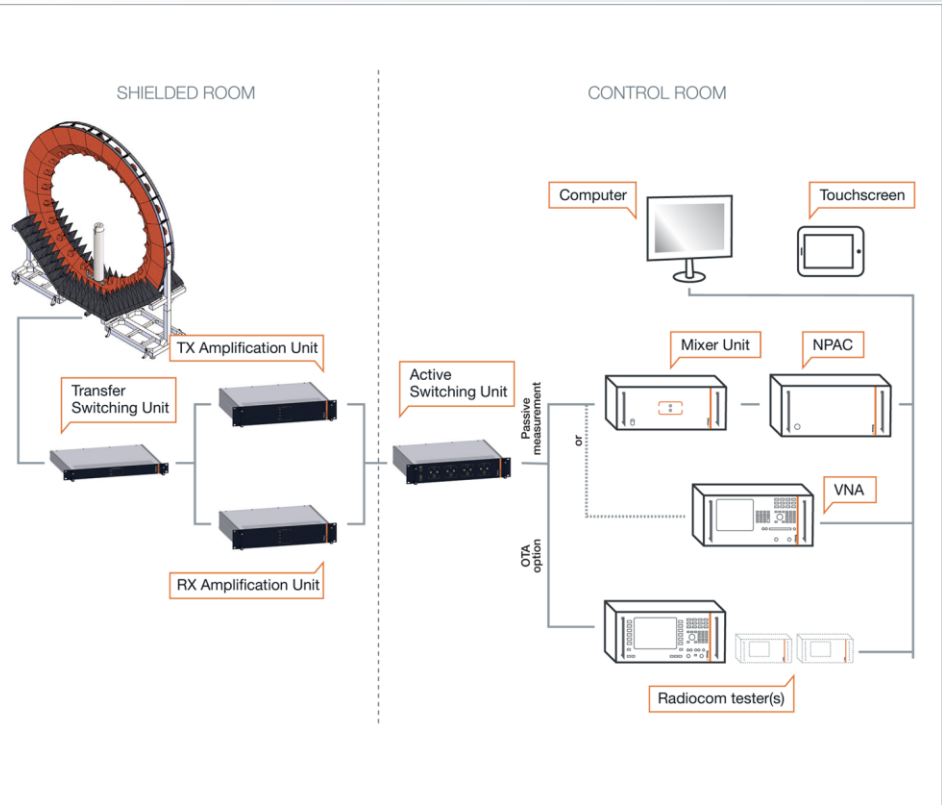 SHIELDED ROOM
CONTROL ROOM
Computer
Touchscreen
TX Amplification Unit
Mixer Unit
NPAC
Transfer
Switching Unit
Active
Switching Unit
Passive
measurement
or
VNA
OTA
option
RX Amplification Unit
Radiocom tester(s)